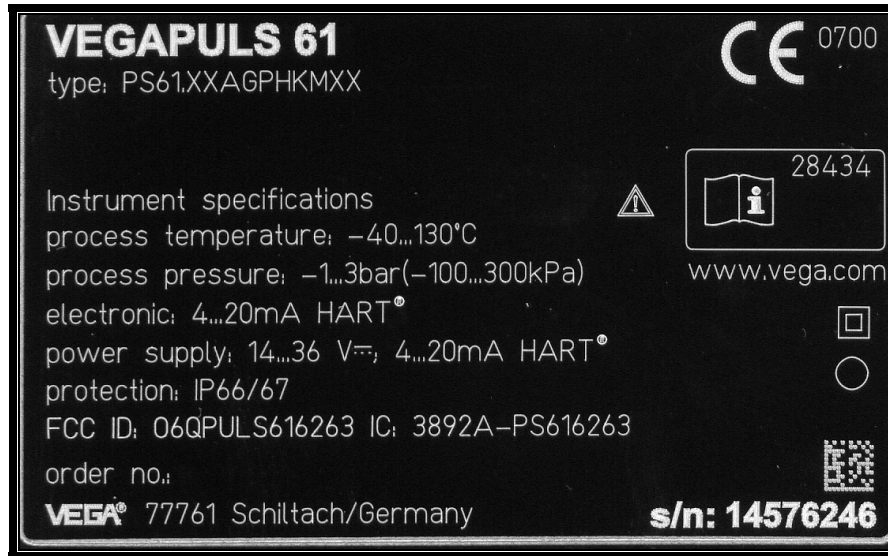 VEGAPULS 61
type: PS61.XXAGPHKMXX
CE 0700
28434
www.vega.com
Instrument specifications
process temperature: -40...130°C
process pressure: -1...3bar(-100...300kPa)
electronic: 4...20mA HART®
power supply: 14...36 V⎓; 4...20mA HART®
protection: IP66/67
FCC ID: O6QPULS616263 IC: 3892A-PS616263
order no.:
VEGA® 77761 Schiltach/Germany
s/n: 14576246